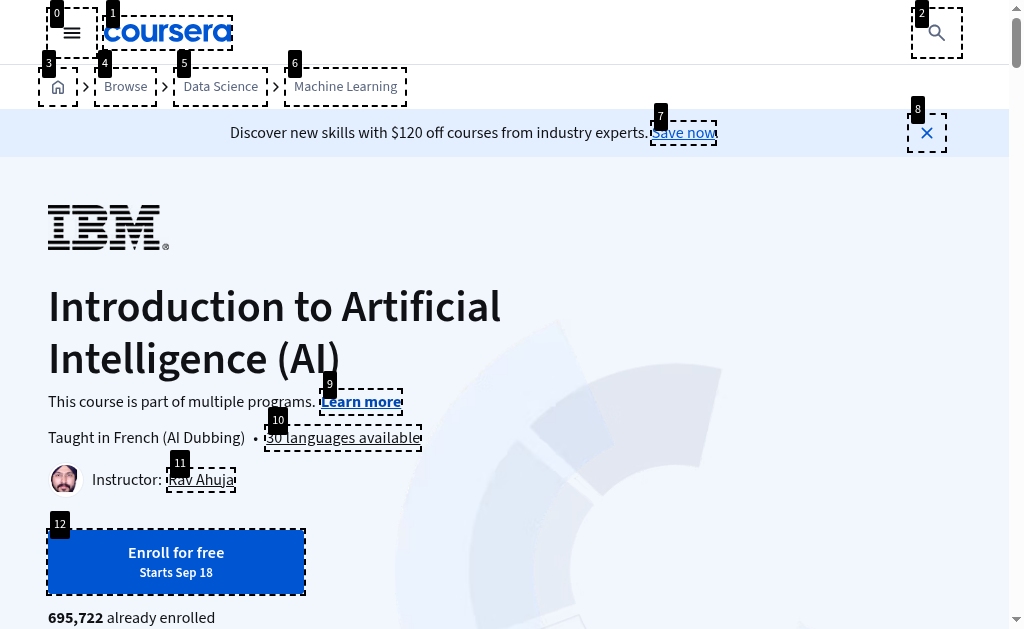 0
1
coursera
2
3
4
Browse
5
Data Science
6
Machine Learning
Discover new skills with $120 off courses from industry experts.
7
Save now
8
IBM®
Introduction to Artificial
Intelligence (AI)
This course is part of multiple programs.
9
Learn more
Taught in French (AI Dubbing) •
10
30 languages available
Instructor:
11
Rav Ahuja
12
Enroll for free
Starts Sep 18
695,722 already enrolled